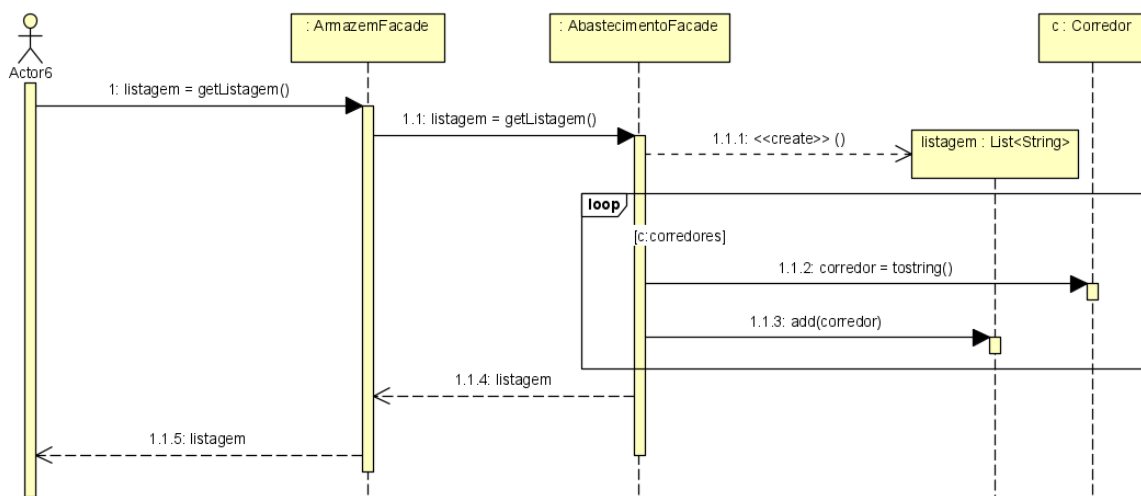 : ArmazemFacade
: AbastecimentoFacade
c : Corredor
Actor6
1: listagem = getListagem()
1.1: listagem = getListagem()
1.1.1: <<create>> ()
listagem : List<String>
loop
[c:corredores]
1.1.2: corredor = tostring()
1.1.3: add(corredor)
1.1.4: listagem
1.1.5: listagem